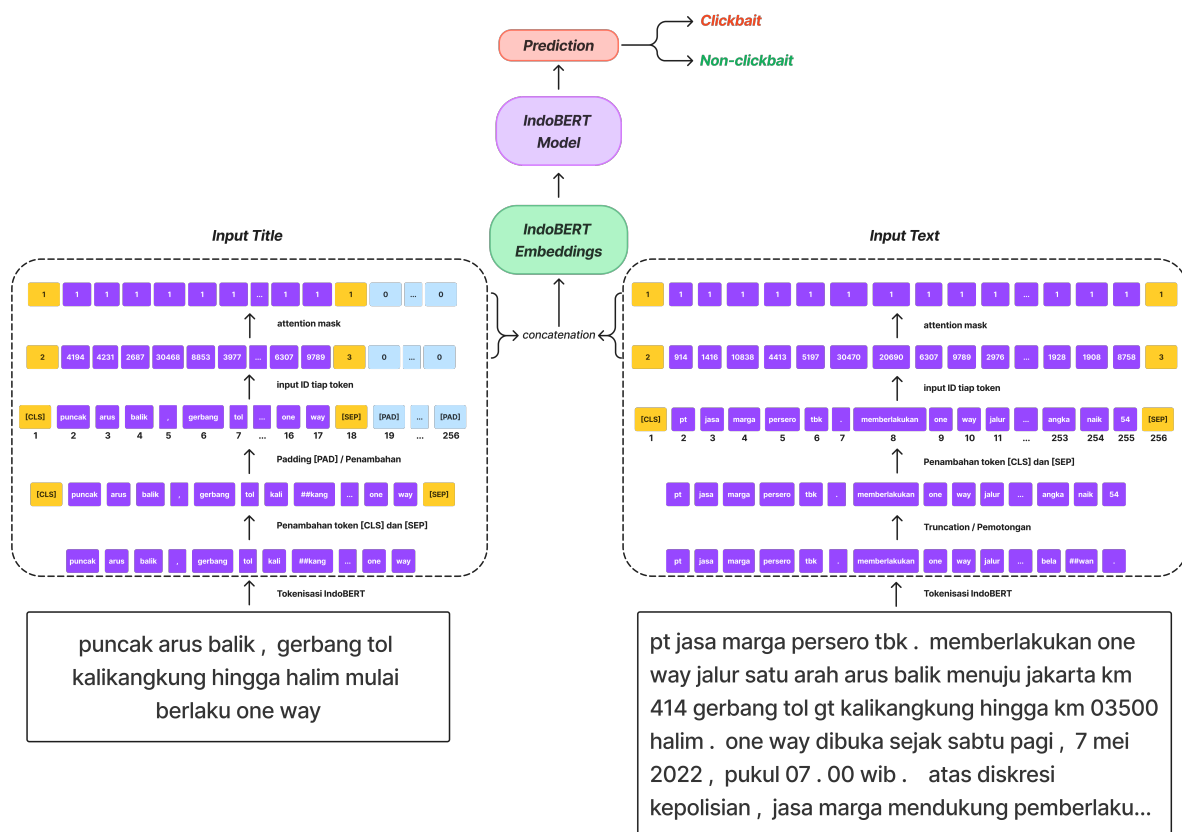 Prediction
Clickbait
Non-clickbait
IndoBERT
Model
IndoBERT
Embeddings
concatenation
Input Title
1 1 1 1 1 1 1 ... 1 1 1 0 ... 0
attention mask
2 4194 4231 2687 30468 8853 3977 ... 6307 9789 3 0 ... 0
input ID tiap token
[CLS] puncak arus balik , gerbang tol ... one way [SEP] [PAD] ... [PAD]
1 2 3 4 5 6 7 ... 16 17 18 19 ... 256
Padding [PAD] / Penambahan
[CLS] puncak arus balik , gerbang tol kali ##kang ... one way [SEP]
Penambahan token [CLS] dan [SEP]
puncak arus balik , gerbang tol kali ##kang ... one way
Tokenisasi IndoBERT
puncak arus balik , gerbang tol
kalikangkung hingga halim mulai
berlaku one way
Input Text
1 1 1 1 1 1 1 1 1 1 1 ... 1 1 1 1
attention mask
2 914 1416 10838 4413 5197 30470 20690 6307 9789 2976 ... 1928 1908 8758 3
input ID tiap token
[CLS] pt jasa marga persero tbk . memberlakukan one way jalur ... angka naik 54 [SEP]
1 2 3 4 5 6 7 8 9 10 11 ... 253 254 255 256
Penambahan token [CLS] dan [SEP]
pt jasa marga persero tbk . memberlakukan one way jalur ... angka naik 54
Truncation / Pemotongan
pt jasa marga persero tbk . memberlakukan one way jalur ... bela ##wan .
Tokenisasi IndoBERT
pt jasa marga persero tbk . memberlakukan one
way jalur satu arah arus balik menuju jakarta km
414 gerbang tol gt kalikangkung hingga km 03500
halim . one way dibuka sejak sabtu pagi , 7 mei
2022 , pukul 07 . 00 wib . atas diskresi
kepolisian , jasa marga mendukung pemberlaku...